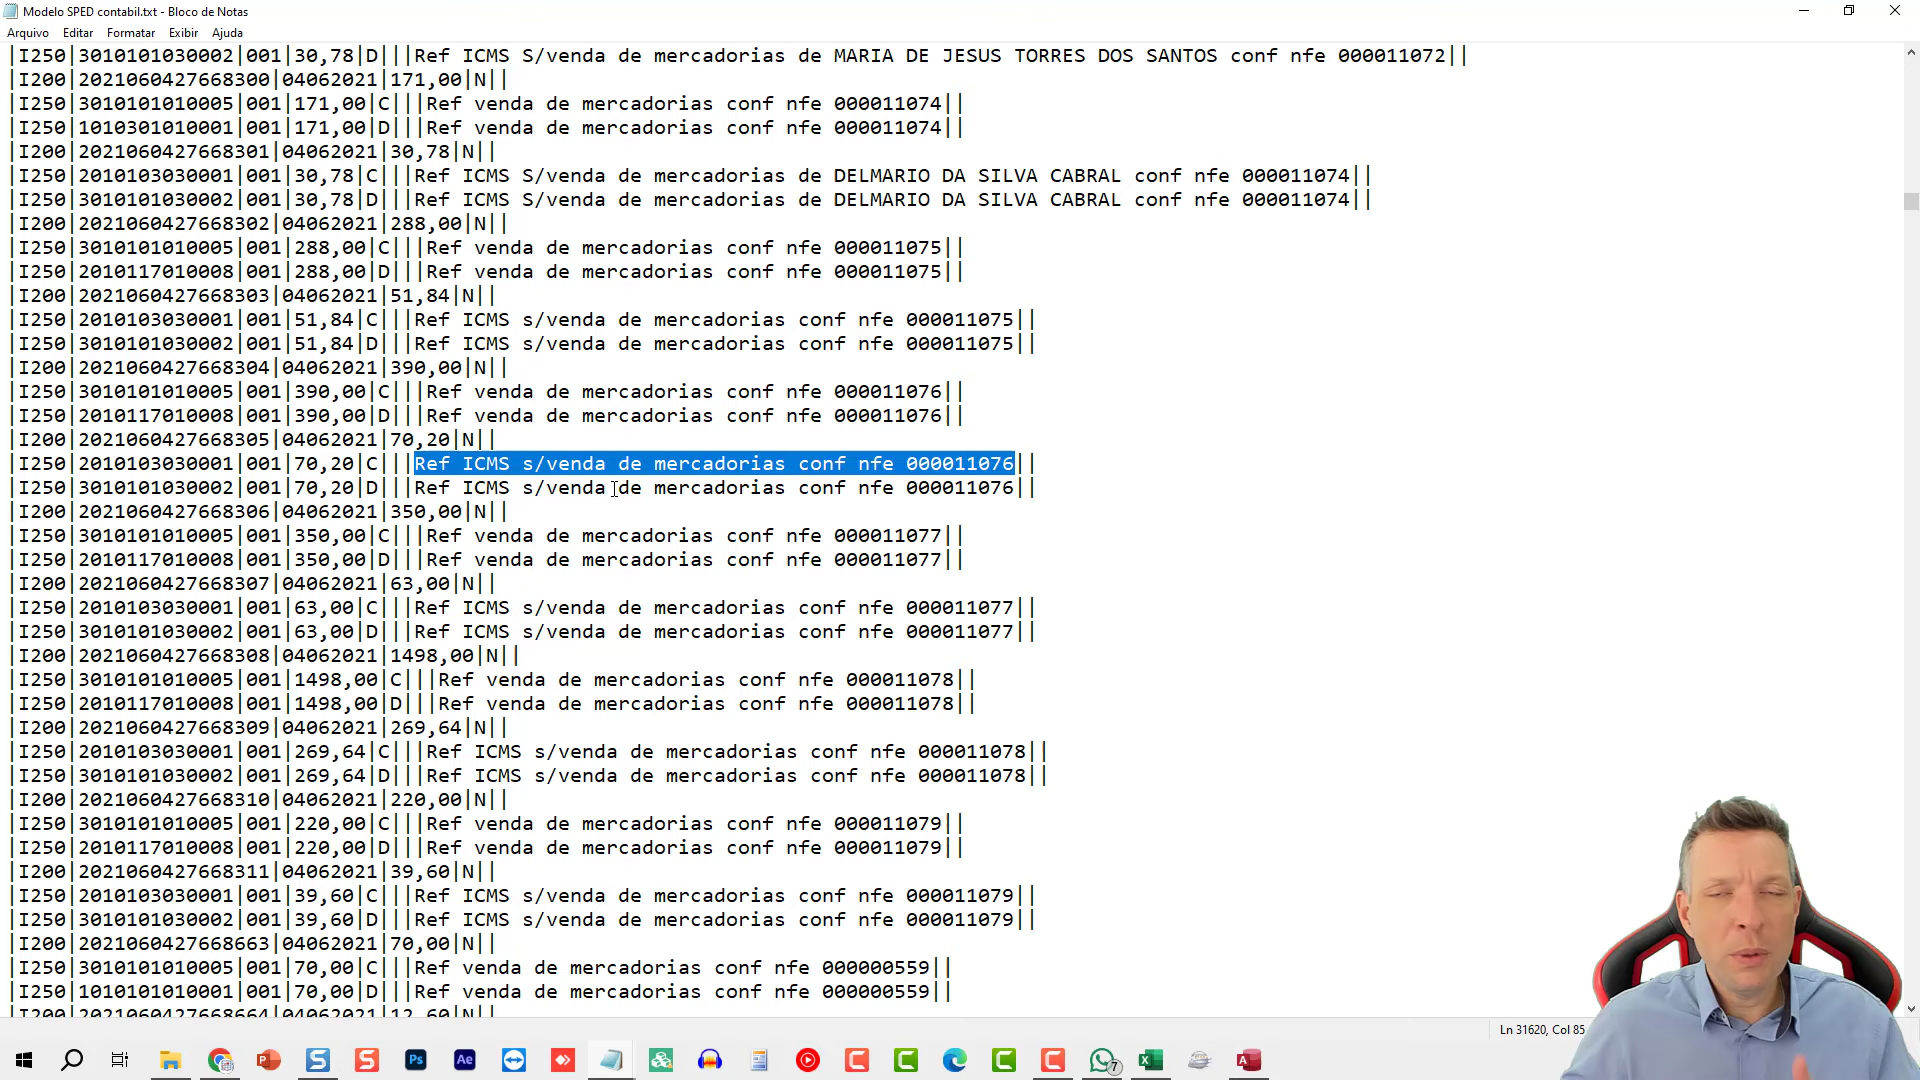 Modelo SPED contabil.txt - Bloco de Notas
Arquivo Editar Formatar Exibir Ajuda
|I250|3010101030002|001|30,78|D|||Ref ICMS S/venda de mercadorias de MARIA DE JESUS TORRES DOS SANTOS conf nfe 000011072||
|I200|2021060427668300|04062021|171,00|N||
|I250|3010101010005|001|171,00|C|||Ref venda de mercadorias conf nfe 000011074||
|I250|1010301010001|001|171,00|D|||Ref venda de mercadorias conf nfe 000011074||
|I200|2021060427668301|04062021|30,78|N||
|I250|2010103030001|001|30,78|C|||Ref ICMS S/venda de mercadorias de DELMARIO DA SILVA CABRAL conf nfe 000011074||
|I250|3010101030002|001|30,78|D|||Ref ICMS S/venda de mercadorias de DELMARIO DA SILVA CABRAL conf nfe 000011074||
|I200|2021060427668302|04062021|288,00|N||
|I250|3010101010005|001|288,00|C|||Ref venda de mercadorias conf nfe 000011075||
|I250|2010117010008|001|288,00|D|||Ref venda de mercadorias conf nfe 000011075||
|I200|2021060427668303|04062021|51,84|N||
|I250|2010103030001|001|51,84|C|||Ref ICMS s/venda de mercadorias conf nfe 000011075||
|I250|3010101030002|001|51,84|D|||Ref ICMS s/venda de mercadorias conf nfe 000011075||
|I200|2021060427668304|04062021|390,00|N||
|I250|3010101010005|001|390,00|C|||Ref venda de mercadorias conf nfe 000011076||
|I250|2010117010008|001|390,00|D|||Ref venda de mercadorias conf nfe 000011076||
|I200|2021060427668305|04062021|70,20|N||
|I250|2010103030001|001|70,20|C|||Ref ICMS s/venda de mercadorias conf nfe 000011076||
|I250|3010101030002|001|70,20|D|||Ref ICMS s/venda de mercadorias conf nfe 000011076||
|I200|2021060427668306|04062021|350,00|N||
|I250|3010101010005|001|350,00|C|||Ref venda de mercadorias conf nfe 000011077||
|I250|2010117010008|001|350,00|D|||Ref venda de mercadorias conf nfe 000011077||
|I200|2021060427668307|04062021|63,00|N||
|I250|2010103030001|001|63,00|C|||Ref ICMS s/venda de mercadorias conf nfe 000011077||
|I250|3010101030002|001|63,00|D|||Ref ICMS s/venda de mercadorias conf nfe 000011077||
|I200|2021060427668308|04062021|1498,00|N||
|I250|3010101010005|001|1498,00|C|||Ref venda de mercadorias conf nfe 000011078||
|I250|2010117010008|001|1498,00|D|||Ref venda de mercadorias conf nfe 000011078||
|I200|2021060427668309|04062021|269,64|N||
|I250|2010103030001|001|269,64|C|||Ref ICMS s/venda de mercadorias conf nfe 000011078||
|I250|3010101030002|001|269,64|D|||Ref ICMS s/venda de mercadorias conf nfe 000011078||
|I200|2021060427668310|04062021|220,00|N||
|I250|3010101010005|001|220,00|C|||Ref venda de mercadorias conf nfe 000011079||
|I250|2010117010008|001|220,00|D|||Ref venda de mercadorias conf nfe 000011079||
|I200|2021060427668311|04062021|39,60|N||
|I250|2010103030001|001|39,60|C|||Ref ICMS s/venda de mercadorias conf nfe 000011079||
|I250|3010101030002|001|39,60|D|||Ref ICMS s/venda de mercadorias conf nfe 000011079||
|I200|2021060427668663|04062021|70,00|N||
|I250|3010101010005|001|70,00|C|||Ref venda de mercadorias conf nfe 000000559||
|I250|1010101010001|001|70,00|D|||Ref venda de mercadorias conf nfe 000000559||
|I200|2021060427668664|04062021|12,60|N||
Ln 31620, Col 85
P S S Ps Ae C C C 7 X A